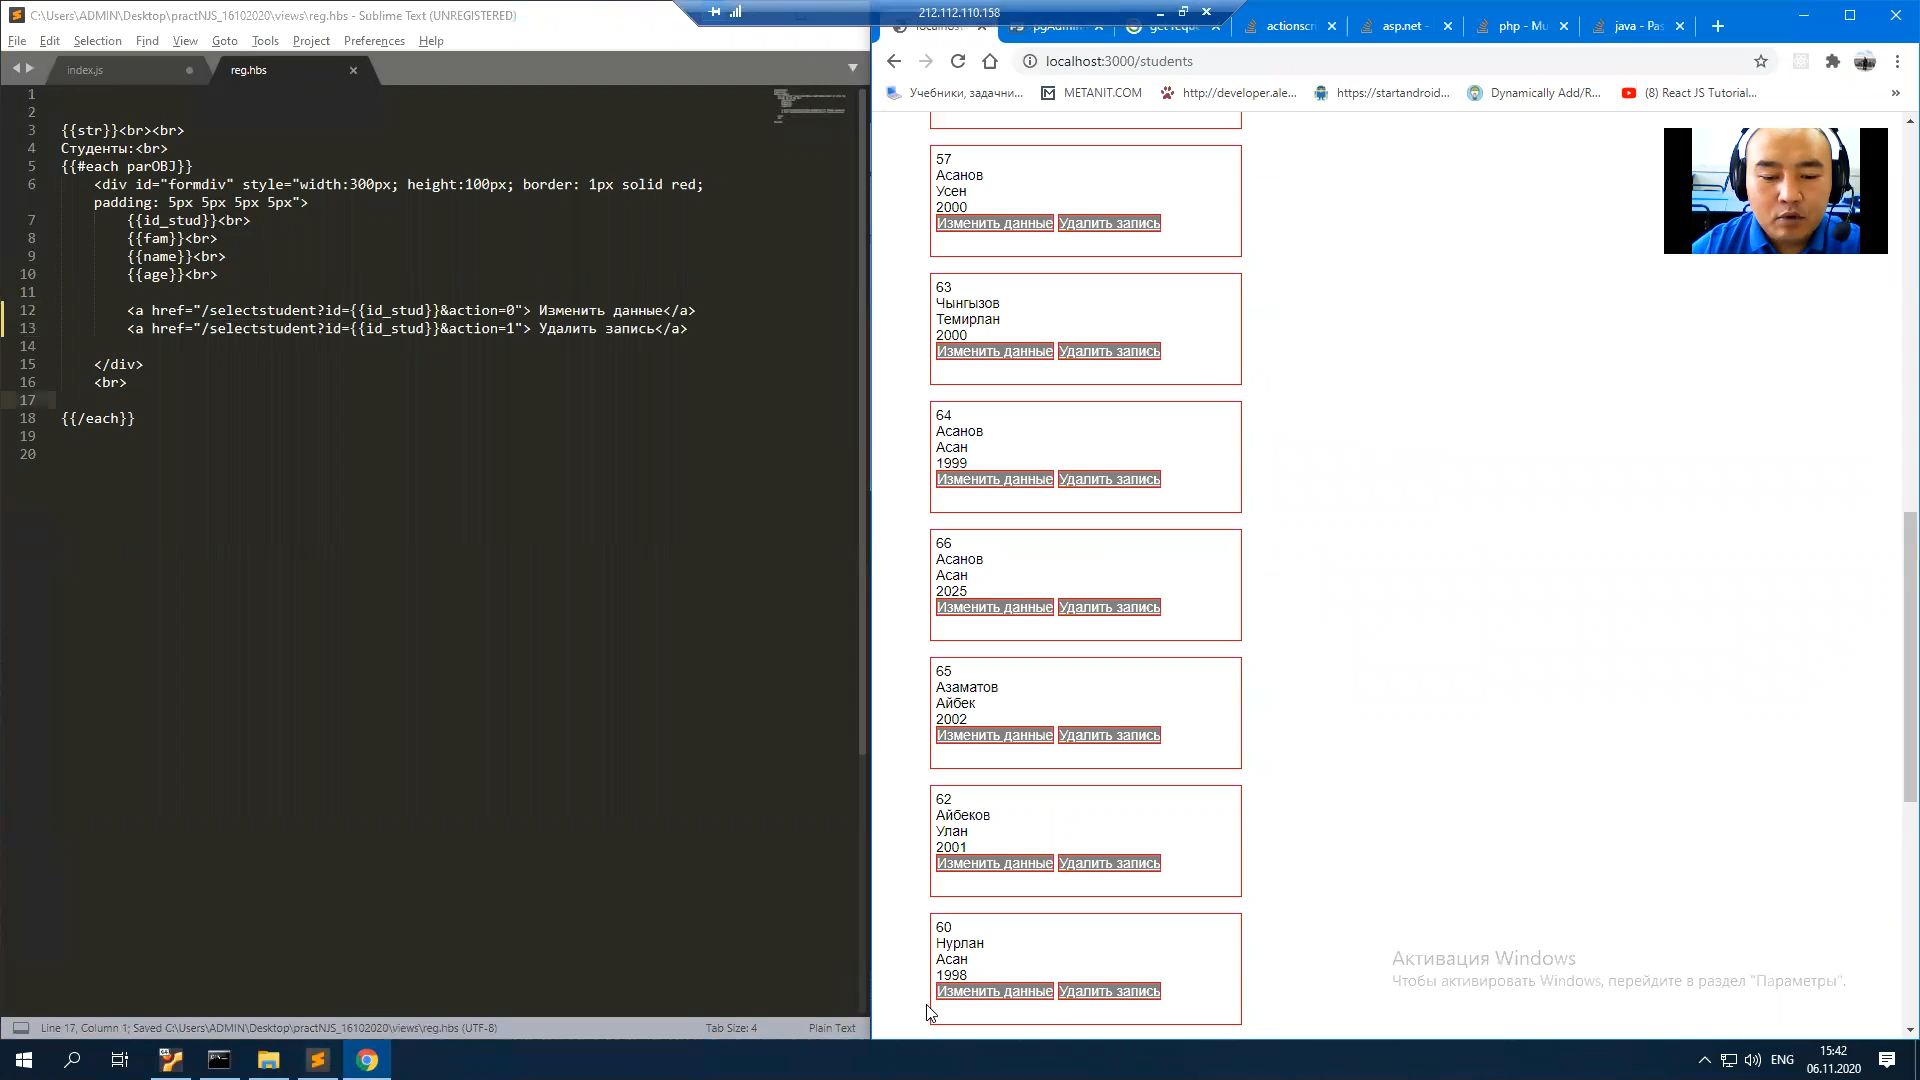 C:\Users\ADMIN\Desktop\practNJS_16102020\views\reg.hbs - Sublime Text (UNREGISTERED)
File Edit Selection Find View Goto Tools Project Preferences Help
index.js
reg.hbs
1
2
3 {{str}}<br><br>
4 Студенты:<br>
5 {{#each parOBJ}}
6 <div id="formdiv" style="width:300px; height:100px; border: 1px solid red;
padding: 5px 5px 5px 5px">
7 {{id_stud}}<br>
8 {{fam}}<br>
9 {{name}}<br>
10 {{age}}<br>
11
12 <a href="/selectstudent?id={{id_stud}}&action=0"> Изменить данные</a>
13 <a href="/selectstudent?id={{id_stud}}&action=1"> Удалить запись</a>
14
15 </div>
16 <br>
17
18 {{/each}}
19
20
Line 17, Column 1; Saved C:\Users\ADMIN\Desktop\practNJS_16102020\views\reg.hbs (UTF-8)
Tab Size: 4
Plain Text
212.112.110.158
localhost:
pgAdmin
get requ
actionscr
asp.net -
php - Mu
java - Pas
localhost:3000/students
Учебники, задачни...
METANIT.COM
http://developer.ale...
https://startandroid...
Dynamically Add/R...
(8) React JS Tutorial...
57
Асанов
Усен
2000
Изменить данные Удалить запись
63
Чынгызов
Темирлан
2000
Изменить данные Удалить запись
64
Асанов
Асан
1999
Изменить данные Удалить запись
66
Асанов
Асан
2025
Изменить данные Удалить запись
65
Азаматов
Айбек
2002
Изменить данные Удалить запись
62
Айбеков
Улан
2001
Изменить данные Удалить запись
60
Нурлан
Асан
1998
Изменить данные Удалить запись
Активация Windows
Чтобы активировать Windows, перейдите в раздел "Параметры".
ENG
15:42
06.11.2020